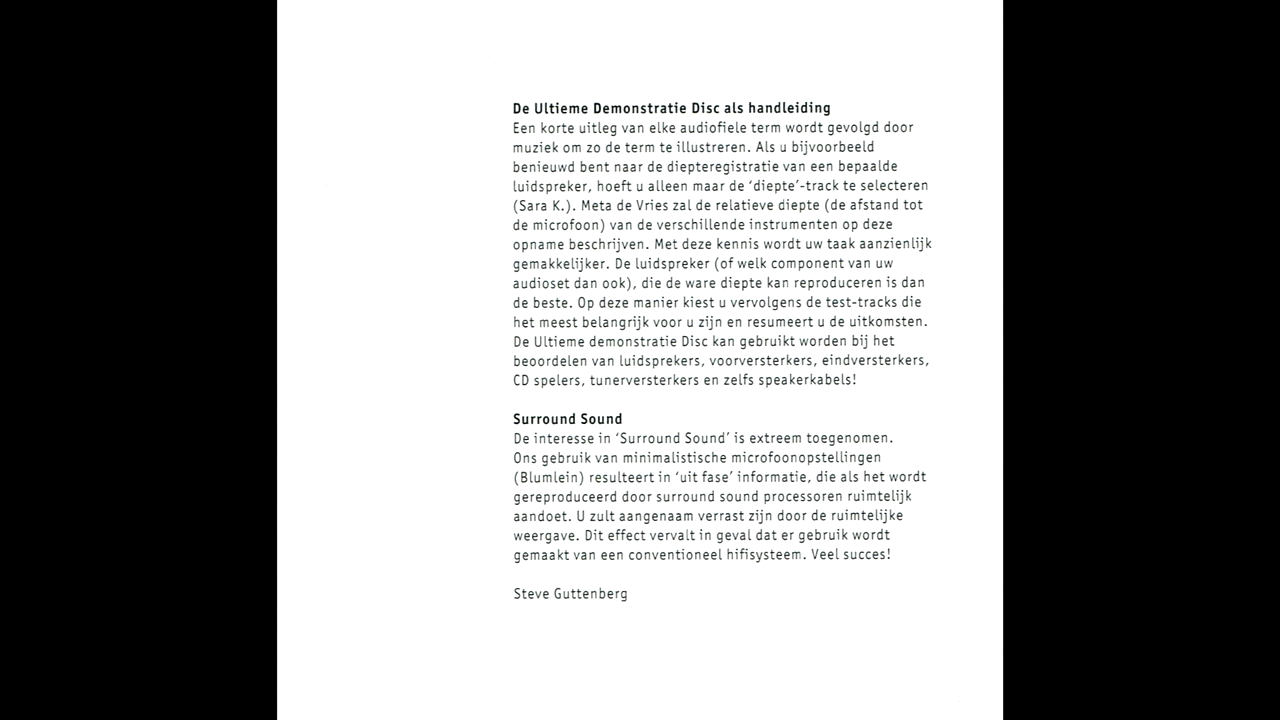 De Ultieme Demonstratie Disc als handleiding
Een korte uitleg van elke audiofiele term wordt gevolgd door
muziek om zo de term te illustreren. Als u bijvoorbeeld
benieuwd bent naar de diepteregistratie van een bepaalde
luidspreker, hoeft u alleen maar de ‘diepte’-track te selecteren
(Sara K.). Meta de Vries zal de relatieve diepte (de afstand tot
de microfoon) van de verschillende instrumenten op deze
opname beschrijven. Met deze kennis wordt uw taak aanzienlijk
gemakkelijker. De luidspreker (of welk component van uw
audioset dan ook), die de ware diepte kan reproduceren is dan
de beste. Op deze manier kiest u vervolgens de test-tracks die
het meest belangrijk voor u zijn en resumeert u de uitkomsten.
De Ultieme demonstratie Disc kan gebruikt worden bij het
beoordelen van luidsprekers, voorversterkers, eindversterkers,
CD spelers, tunerversterkers en zelfs speakerkabels!
Surround Sound
De interesse in ‘Surround Sound’ is extreem toegenomen.
Ons gebruik van minimalistische microfoonopstellingen
(Blumlein) resulteert in ‘uit fase’ informatie, die als het wordt
gereproduceerd door surround sound processoren ruimtelijk
aandoet. U zult aangenaam verrast zijn door de ruimtelijke
weergave. Dit effect vervalt in geval dat er gebruik wordt
gemaakt van een conventioneel hifisysteem. Veel succes!
Steve Guttenberg